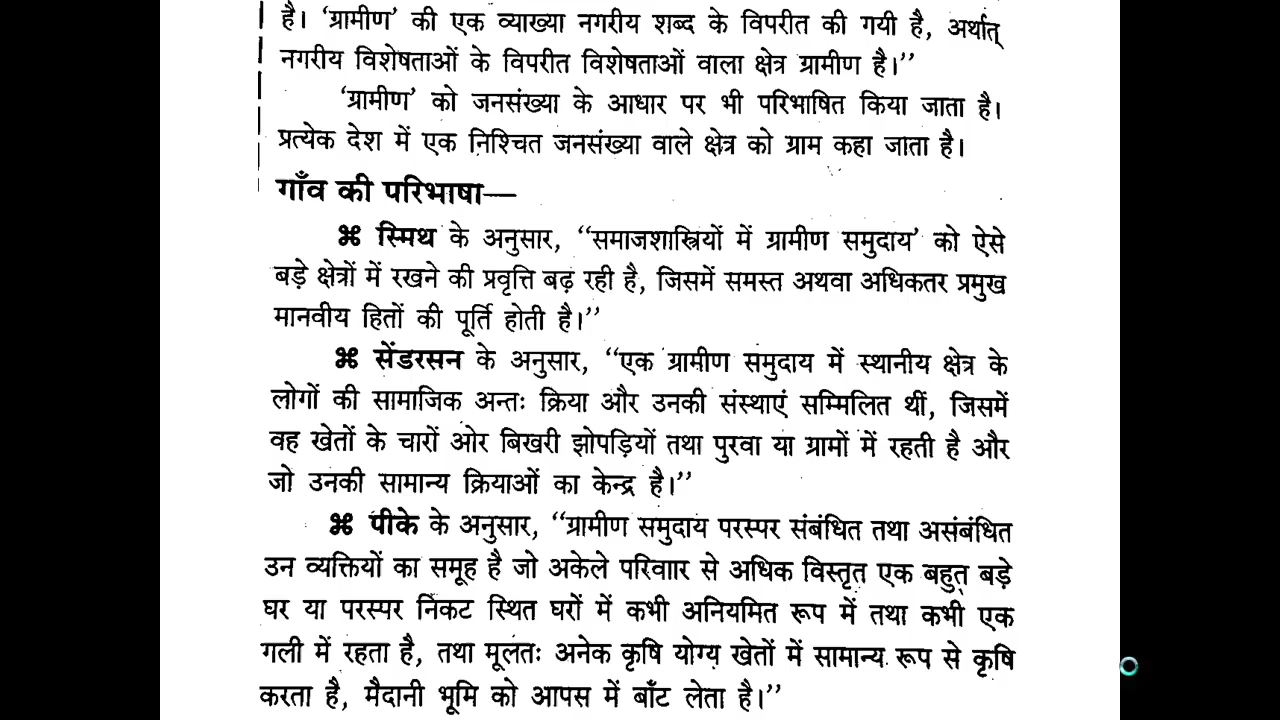 है। ‘ग्रामीण’ की एक व्याख्या नगरीय शब्द के विपरीत की गयी है, अर्थात्
नगरीय विशेषताओं के विपरीत विशेषताओं वाला क्षेत्र ग्रामीण है।’’
‘ग्रामीण’ को जनसंख्या के आधार पर भी परिभाषित किया जाता है।
प्रत्येक देश में एक निश्चित जनसंख्या वाले क्षेत्र को ग्राम कहा जाता है।
गाँव की परिभाषा—
⌘ स्मिथ के अनुसार, ‘‘समाजशास्त्रियों में ग्रामीण समुदाय’ को ऐसे
बड़े क्षेत्रों में रखने की प्रवृत्ति बढ़ रही है, जिसमें समस्त अथवा अधिकतर प्रमुख
मानवीय हितों की पूर्ति होती है।’’
⌘ सेंडरसन के अनुसार, ‘‘एक ग्रामीण समुदाय में स्थानीय क्षेत्र के
लोगों की सामाजिक अन्तः क्रिया और उनकी संस्थाएं सम्मिलित थीं, जिसमें
वह खेतों के चारों ओर बिखरी झोपड़ियों तथा पुरवा या ग्रामों में रहती है और
जो उनकी सामान्य क्रियाओं का केन्द्र है।’’
⌘ पीके के अनुसार, ‘‘ग्रामीण समुदाय परस्पर संबंधित तथा असंबंधित
उन व्यक्तियों का समूह है जो अकेले परिवाार से अधिक विस्तृत एक बहुत् बड़े
घर या परस्पर निकट स्थित घरों में कभी अनियमित रूप में तथा कभी एक
गली में रहता है, तथा मूलतः अनेक कृषि योग्य खेतों में सामान्य रूप से कृषि
करता है, मैदानी भूमि को आपस में बाँट लेता है।’’